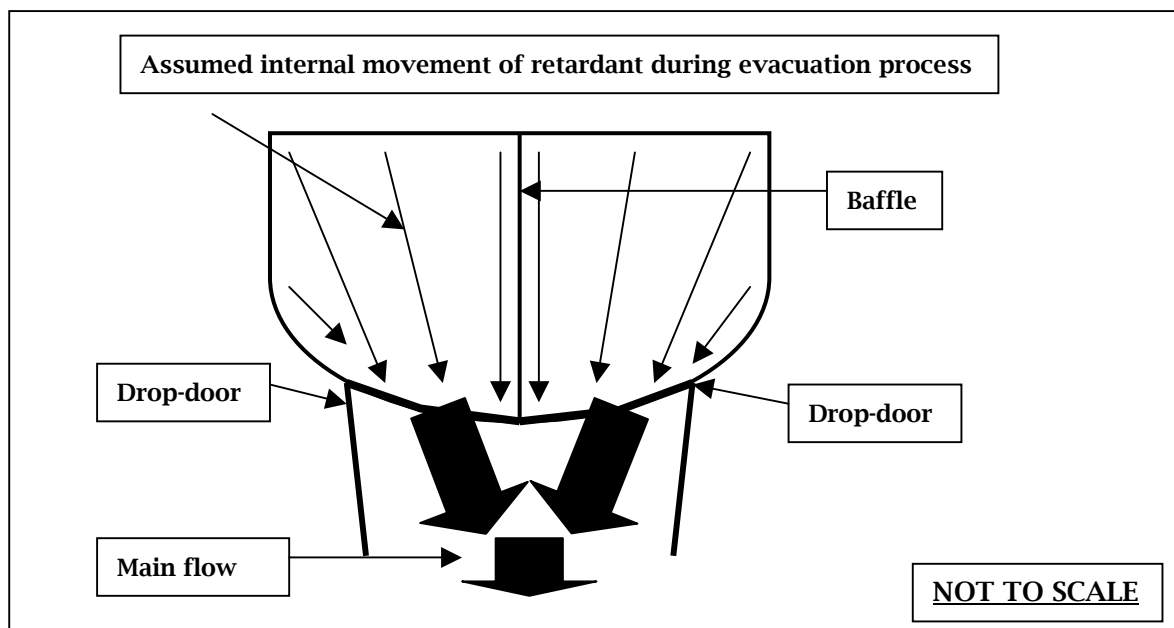 Assumed internal movement of retardant during evacuation process
Baffle
Drop-door
Drop-door
Main flow
NOT TO SCALE